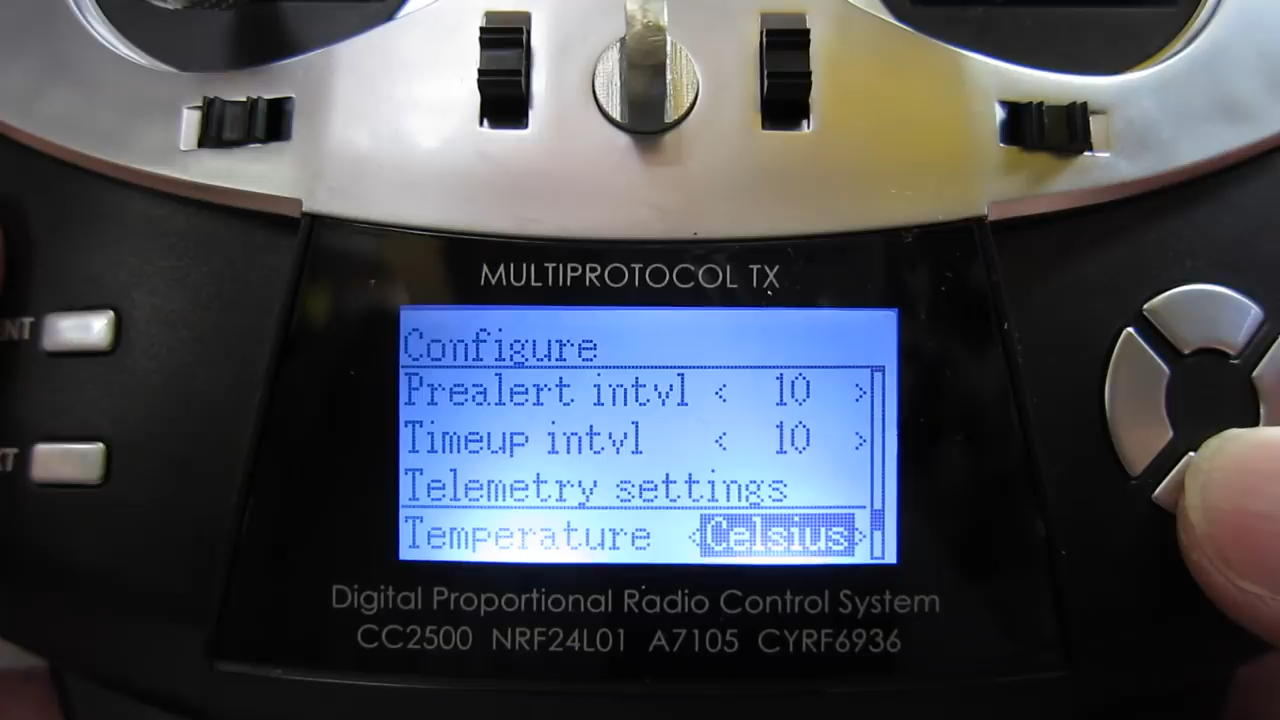 MULTIPROTOCOL TX
Configure
Prealert intvl < 10 >
Timeup intvl < 10 >
Telemetry settings
Temperature <Celsius>
Digital Proportional Radio Control System
CC2500 NRF24L01 A7105 CYRF6936